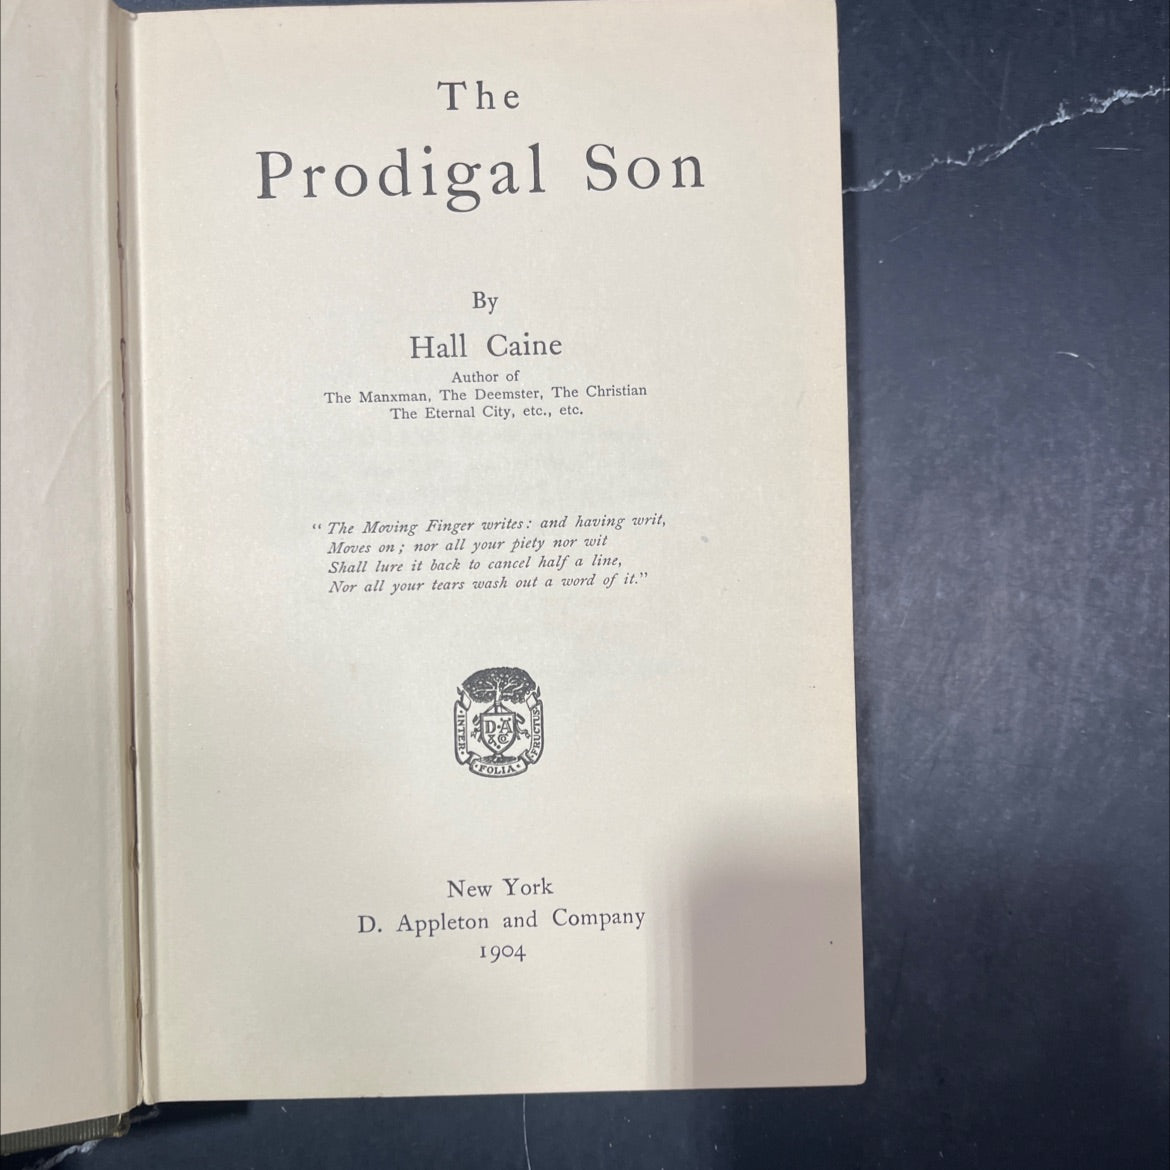 The
Prodigal Son
By
Hall Caine
Author of
The Manxman, The Deemster, The Christian
The Eternal City, etc., etc.
“ The Moving Finger writes: and having writ,
Moves on ; nor all your piety nor wit
Shall lure it back to cancel half a line,
Nor all your tears wash out a word of it.”
D·A
& Co
·INTER·
·FOLIA·
·FRUCTUS·
New York
D. Appleton and Company
1904